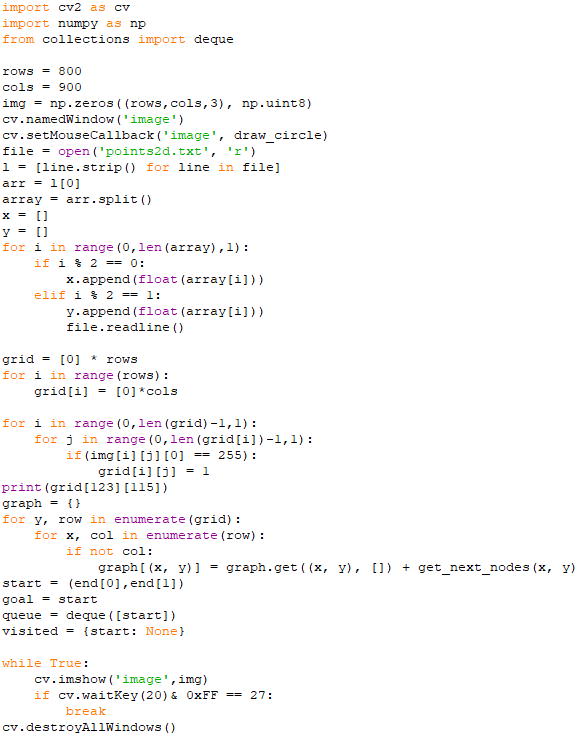 import cv2 as cv
import numpy as np
from collections import deque

rows = 800
cols = 900
img = np.zeros((rows,cols,3), np.uint8)
cv.namedWindow('image')
cv.setMouseCallback('image', draw_circle)
file = open('points2d.txt', 'r')
l = [line.strip() for line in file]
arr = l[0]
array = arr.split()
x = []
y = []
for i in range(0,len(array),1):
    if i % 2 == 0:
        x.append(float(array[i]))
    elif i % 2 == 1:
        y.append(float(array[i]))
        file.readline()

grid = [0] * rows
for i in range(rows):
    grid[i] = [0]*cols

for i in range(0,len(grid)-1,1):
    for j in range(0,len(grid[i])-1,1):
        if(img[i][j][0] == 255):
            grid[i][j] = 1
print(grid[123][115])
graph = {}
for y, row in enumerate(grid):
    for x, col in enumerate(row):
        if not col:
            graph[(x, y)] = graph.get((x, y), []) + get_next_nodes(x, y)
start = (end[0],end[1])
goal = start
queue = deque([start])
visited = {start: None}

while True:
    cv.imshow('image',img)
    if cv.waitKey(20)& 0xFF == 27:
        break
cv.destroyAllWindows()